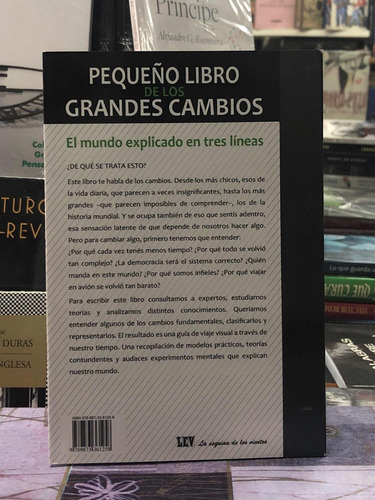 Príncipe
Alejandro G. Roemmers
PEQUEÑO LIBRO
DE LOS
GRANDES CAMBIOS
El mundo explicado en tres líneas
¿DE QUÉ SE TRATA ESTO?
Este libro te habla de los cambios. Desde los más chicos, esos de
la vida diaria, que parecen a veces insignificantes, hasta los más
grandes –que parecen imposibles de comprender–, los de la
historia mundial. Y se ocupa también de eso que sentís adentro,
esa sensación latente de que depende de nosotros hacer algo.
Pero para cambiar algo, primero tenemos que entender:
¿Por qué cada vez tenés menos tiempo? ¿Por qué todo se volvió
tan complejo? ¿La democracia será el sistema correcto? ¿Quién
manda en este mundo? ¿Por qué somos infieles? ¿Por qué viajar
en avión se volvió tan barato?
Para escribir este libro consultamos a expertos, estudiamos
teorías y analizamos distintos conocimientos. Queríamos
entender algunos de los cambios fundamentales, clasificarlos y
representarlos. El resultado es una guía de viaje visual a través de
nuestro tiempo. Una recopilación de modelos prácticos, teorías
contundentes y audaces experimentos mentales que explican
nuestro mundo.
La esquina de los vientos
DURAS
NGLESA
-REV
QUE CURA
Lo que guarda